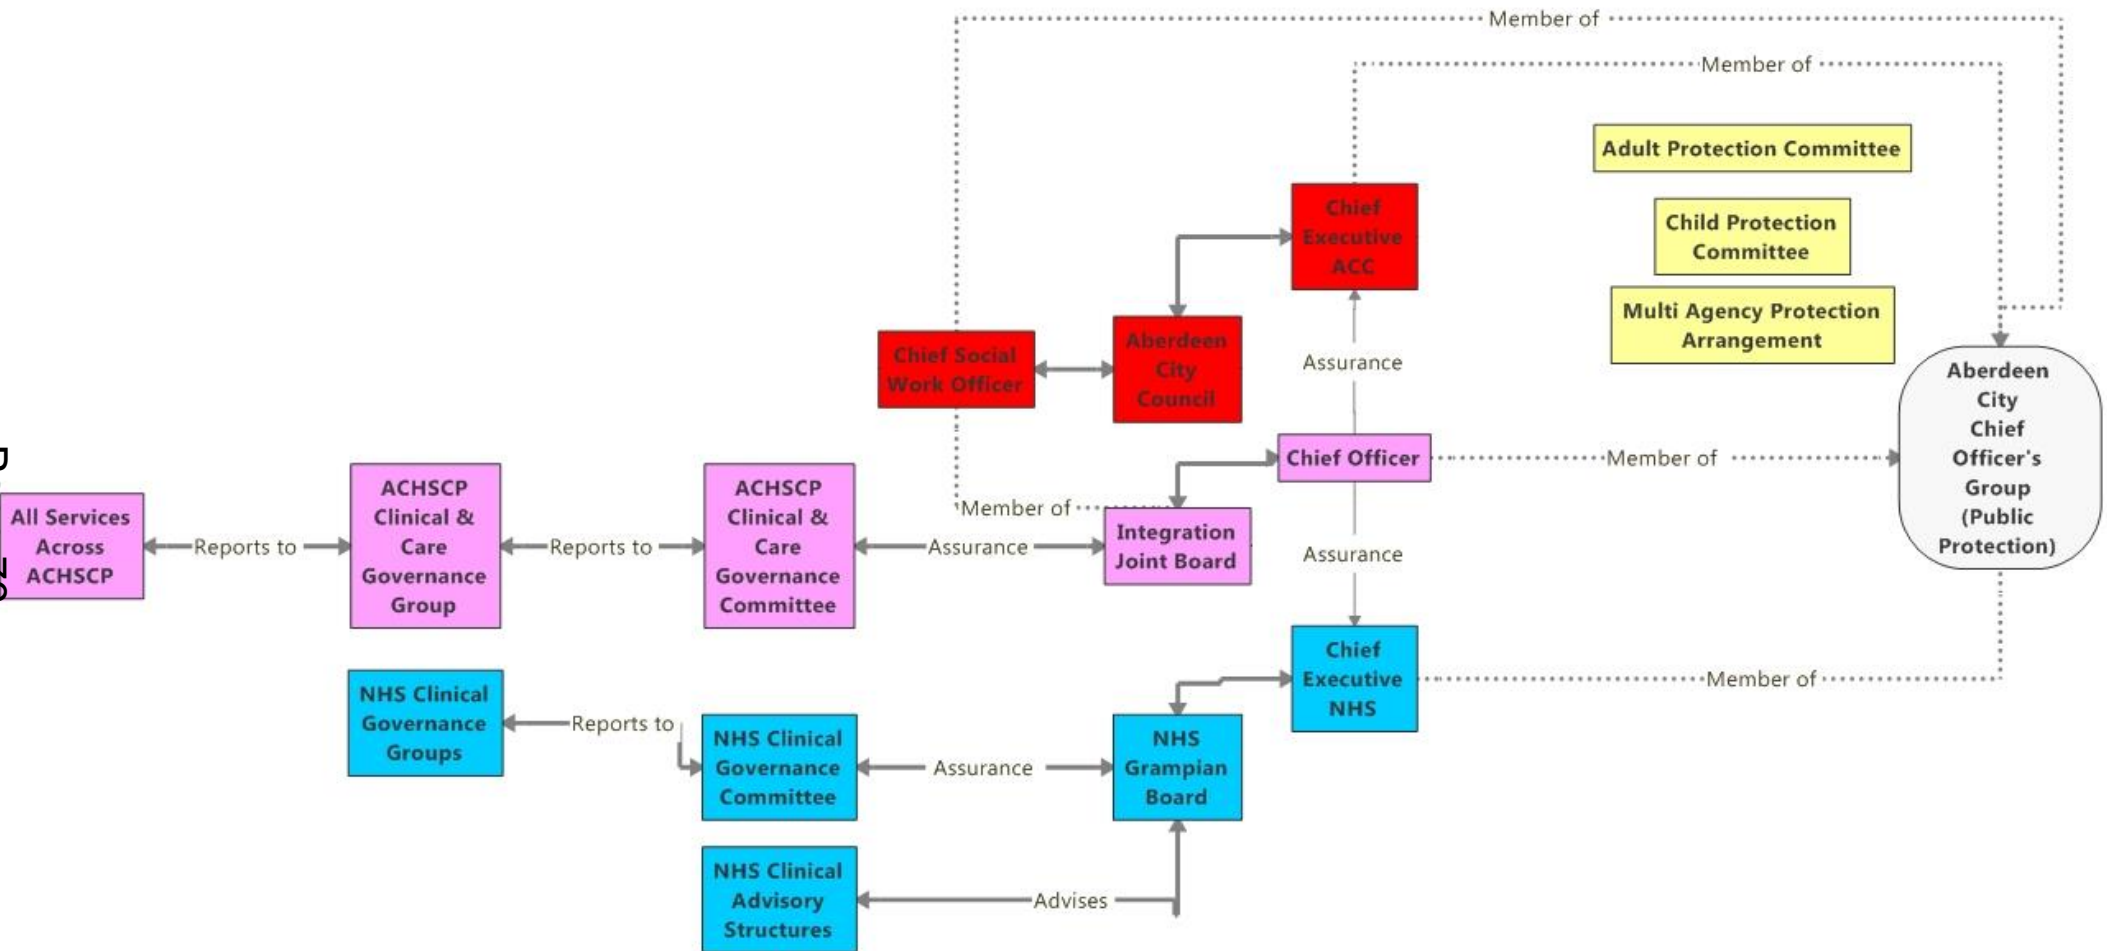 Member of
Member of
Adult Protection Committee
Chief
Executive
ACC
Child Protection
Committee
Multi Agency Protection
Arrangement
Chief Social
Work Officer
Aberdeen
City
Council
Assurance
Aberdeen
City
Chief
Officer's
Group
(Public
Protection)
Chief Officer
Member of
Member of
All Services
Across
ACHSCP
Reports to
ACHSCP
Clinical &
Care
Governance
Group
Reports to
ACHSCP
Clinical &
Care
Governance
Committee
Assurance
Integration
Joint Board
Assurance
Chief
Executive
NHS
Member of
NHS Clinical
Governance
Groups
Reports to
NHS Clinical
Governance
Committee
Assurance
NHS
Grampian
Board
NHS Clinical
Advisory
Structures
Advises